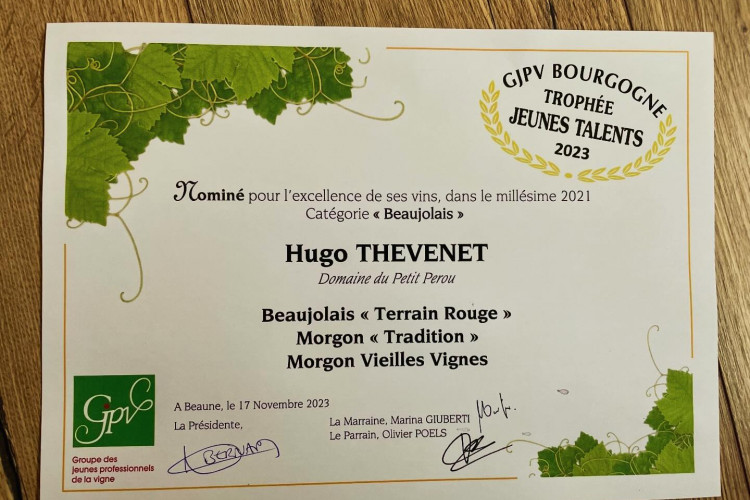 GJPV BOURGOGNE
TROPHÉE
JEUNES TALENTS
2023
Nominé pour l'excellence de ses vins, dans le millésime 2021
Catégorie « Beaujolais »
Hugo THEVENET
Domaine du Petit Perou
Beaujolais « Terrain Rouge »
Morgon « Tradition »
Morgon Vieilles Vignes
A Beaune, le 17 Novembre 2023
La Présidente,
BERNAR
La Marraine, Marina GIUBERTI
Le Parrain, Olivier POELS
Gjpv
Groupe des
jeunes professionnels
de la vigne